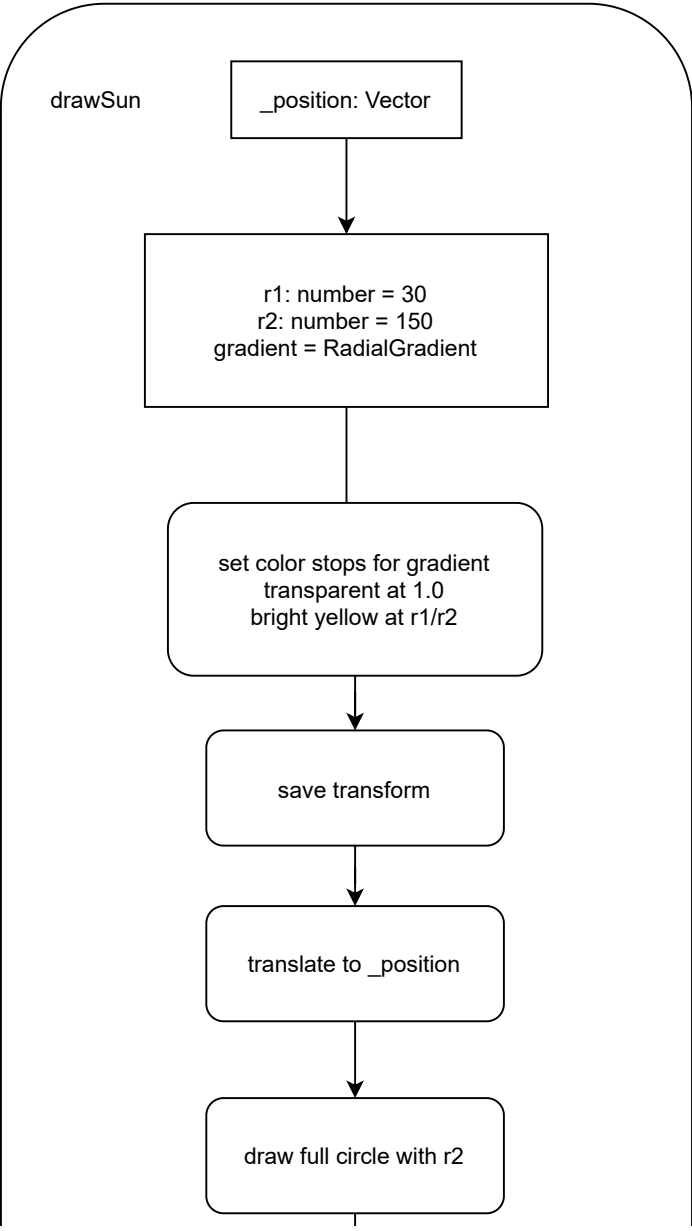 drawSun
_position: Vector
r1: number = 30
r2: number = 150
gradient = RadialGradient
set color stops for gradient
transparent at 1.0
bright yellow at r1/r2
save transform
translate to _position
draw full circle with r2